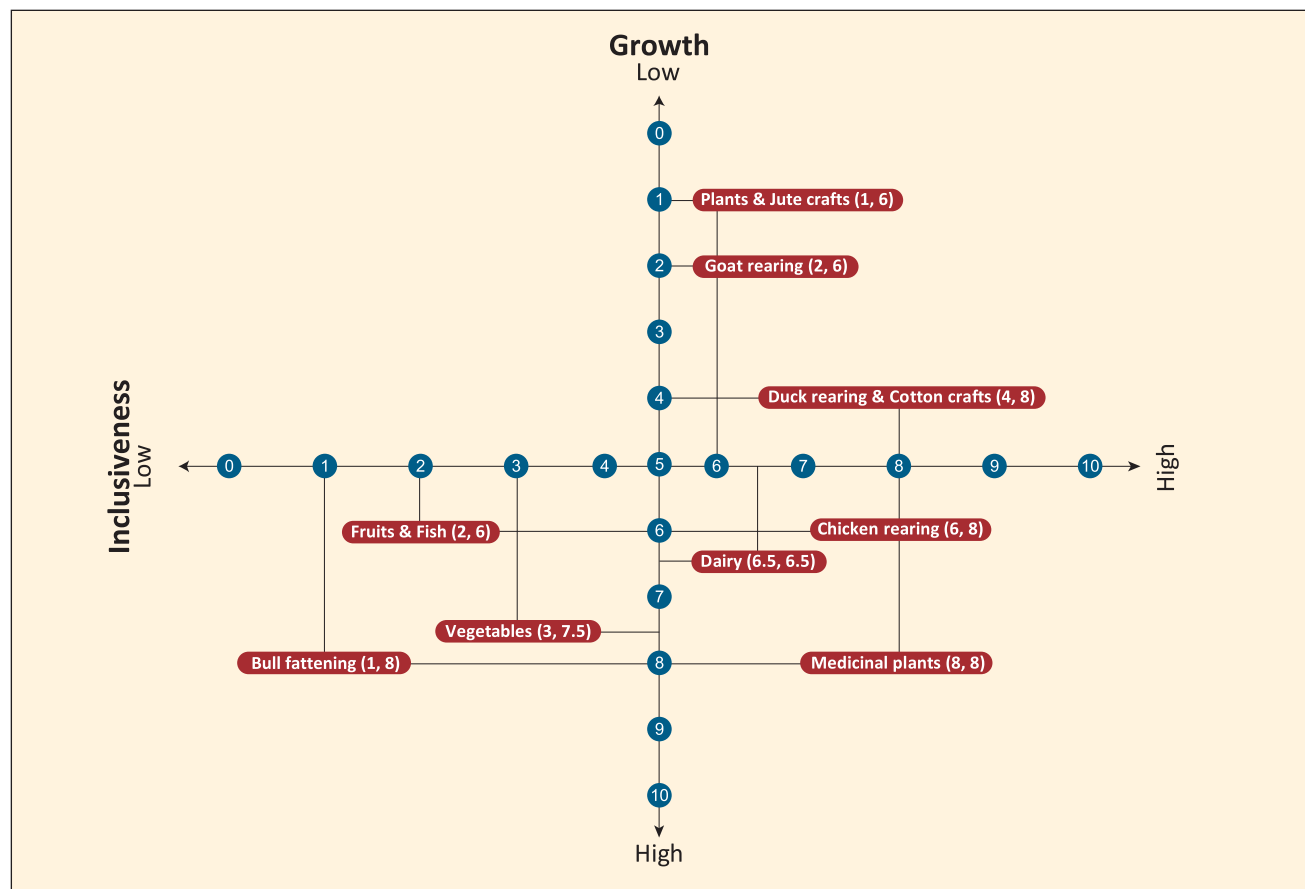 Growth
Low
0
1
Plants & Jute crafts (1, 6)
2
Goat rearing (2, 6)
3
4
Duck rearing & Cotton crafts (4, 8)
Inclusiveness
Low
0
1
2
3
4
5
6
7
8
9
10
High
Fruits & Fish (2, 6)
6
Chicken rearing (6, 8)
Dairy (6.5, 6.5)
7
Vegetables (3, 7.5)
Bull fattening (1, 8)
8
Medicinal plants (8, 8)
9
10
High